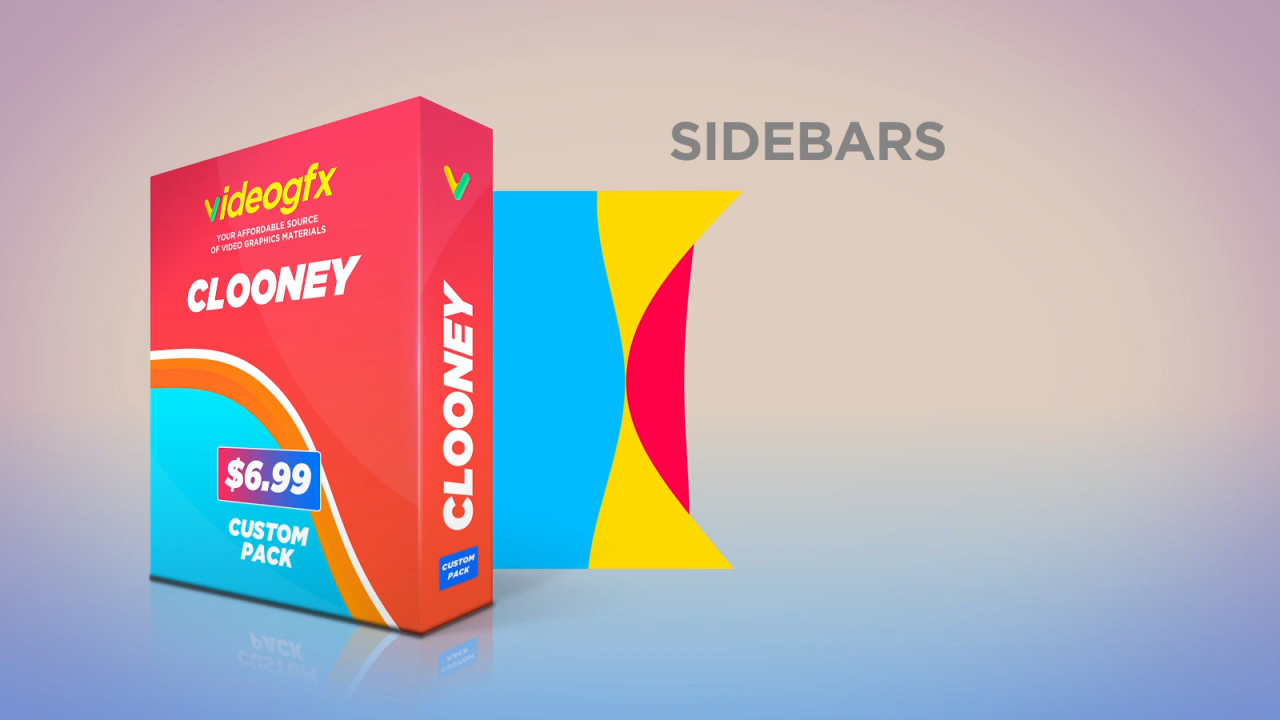 SIDEBARS
videogfx
YOUR AFFORDABLE SOURCE
OF VIDEO GRAPHICS MATERIALS
CLOONEY
$6.99
CUSTOM
PACK
CLOONEY
CUSTOM
PACK